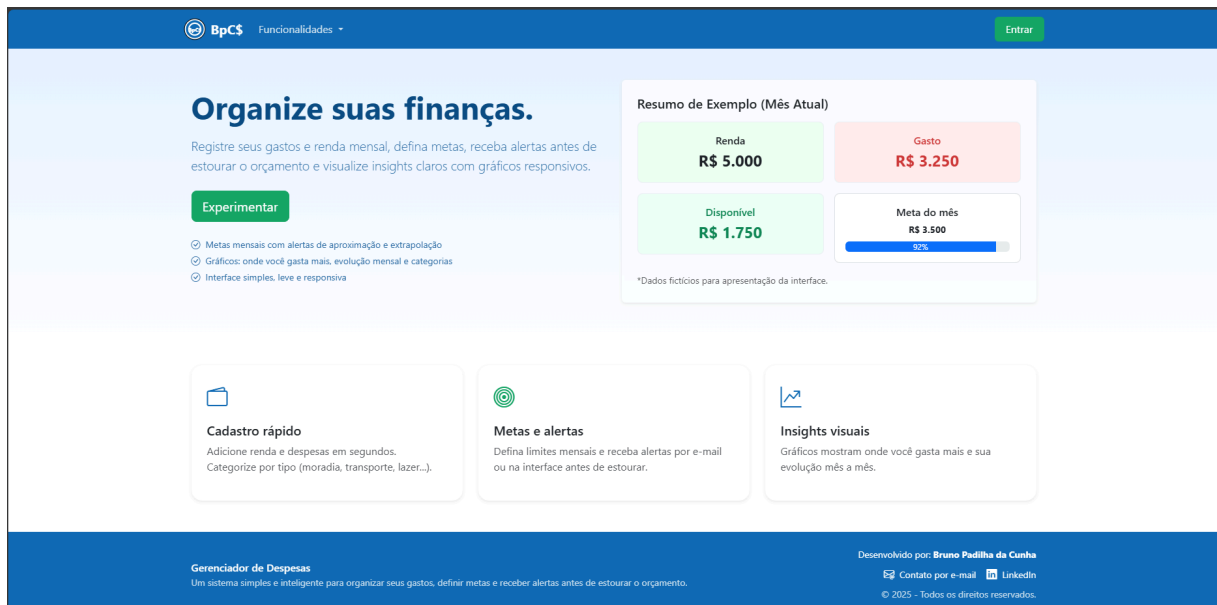 BpC$
Funcionalidades
Entrar
Organize suas finanças.
Registre seus gastos e renda mensal, defina metas, receba alertas antes de
estourar o orçamento e visualize insights claros com gráficos responsivos.
Experimentar
Metas mensais com alertas de aproximação e extrapolação
Gráficos: onde você gasta mais, evolução mensal e categorias
Interface simples, leve e responsiva
Resumo de Exemplo (Mês Atual)
Renda
R$ 5.000
Gasto
R$ 3.250
Disponível
R$ 1.750
Meta do mês
R$ 3.500
92%
*Dados fictícios para apresentação da interface.
Cadastro rápido
Adicione renda e despesas em segundos.
Categorize por tipo (moradia, transporte, lazer...).
Metas e alertas
Defina limites mensais e receba alertas por e-mail
ou na interface antes de estourar.
Insights visuais
Gráficos mostram onde você gasta mais e sua
evolução mês a mês.
Gerenciador de Despesas
Um sistema simples e inteligente para organizar seus gastos, definir metas e receber alertas antes de estourar o orçamento.
Desenvolvido por: Bruno Padilha da Cunha
Contato por e-mail LinkedIn
© 2025 - Todos os direitos reservados.